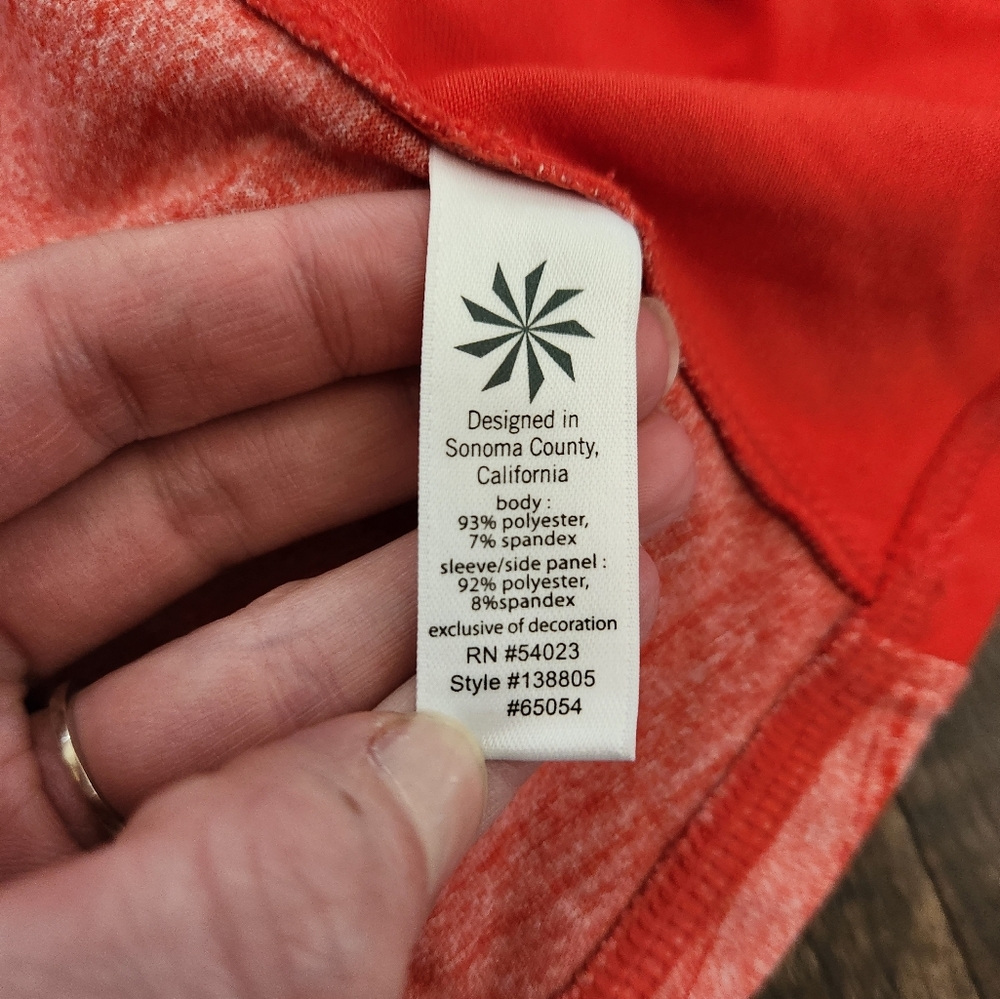 Designed in
Sonoma County,
California
body :
93% polyester,
7% spandex
sleeve/side panel :
92% polyester,
8%spandex
exclusive of decoration
RN #54023
Style #138805
#65054